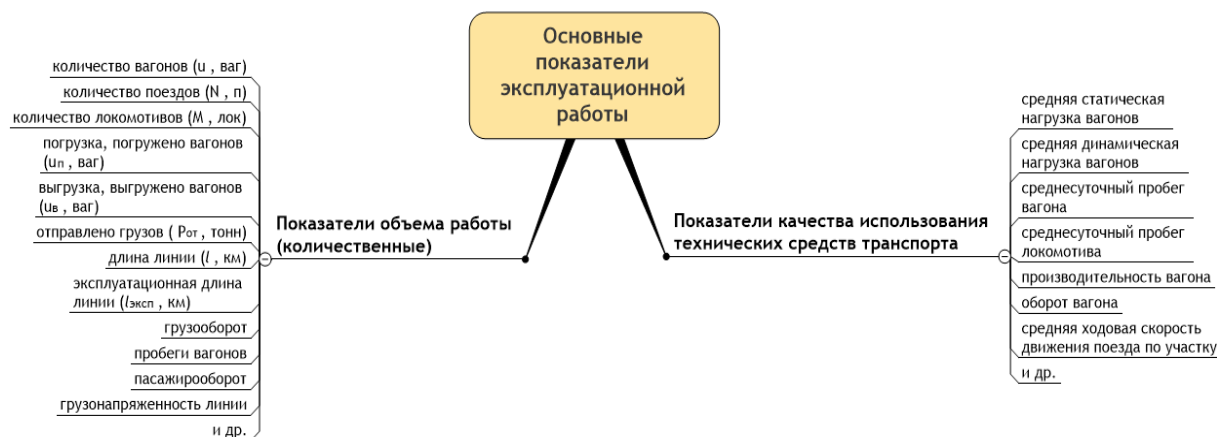 Основные
показатели
эксплуатационной
работы
Показатели объема работы
(количественные)
количество вагонов (u , ваг)
количество поездов (N , п)
количество локомотивов (M , лок)
погрузка, погружено вагонов
(uп , ваг)
выгрузка, выгружено вагонов
(uв , ваг)
отправлено грузов ( Pот , тонн)
длина линии (l , км)
эксплуатационная длина
линии (lэксп , км)
грузооборот
пробеги вагонов
пасажирооборот
грузонапряженность линии
и др.
Показатели качества использования
технических средств транспорта
средняя статическая
нагрузка вагонов
средняя динамическая
нагрузка вагонов
среднесуточный пробег
вагона
среднесуточный пробег
локомотива
производительность вагона
оборот вагона
средняя ходовая скорость
движения поезда по участку
и др.